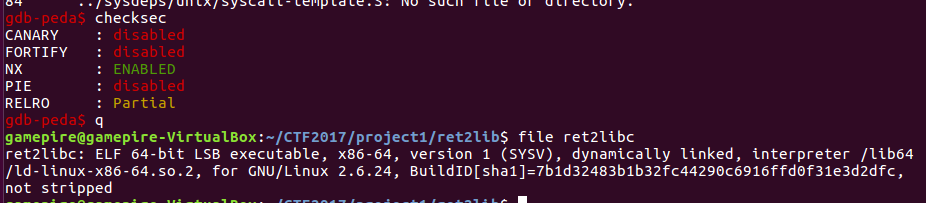 84      ../sysdeps/unix/syscall-template.S: No such file or directory.
gdb-peda$ checksec
CANARY    : disabled
FORTIFY   : disabled
NX        : ENABLED
PIE       : disabled
RELRO     : Partial
gdb-peda$ q
gamepire@gamepire-VirtualBox:~/CTF2017/project1/ret2lib$ file ret2libc
ret2libc: ELF 64-bit LSB executable, x86-64, version 1 (SYSV), dynamically linked, interpreter /lib64
/ld-linux-x86-64.so.2, for GNU/Linux 2.6.24, BuildID[sha1]=7b1d32483b1b32fc44290c6916ffd0f31e3d2dfc,
not stripped
gamepire@gamepire-VirtualBox:~/CTF2017/project1/ret2lib$